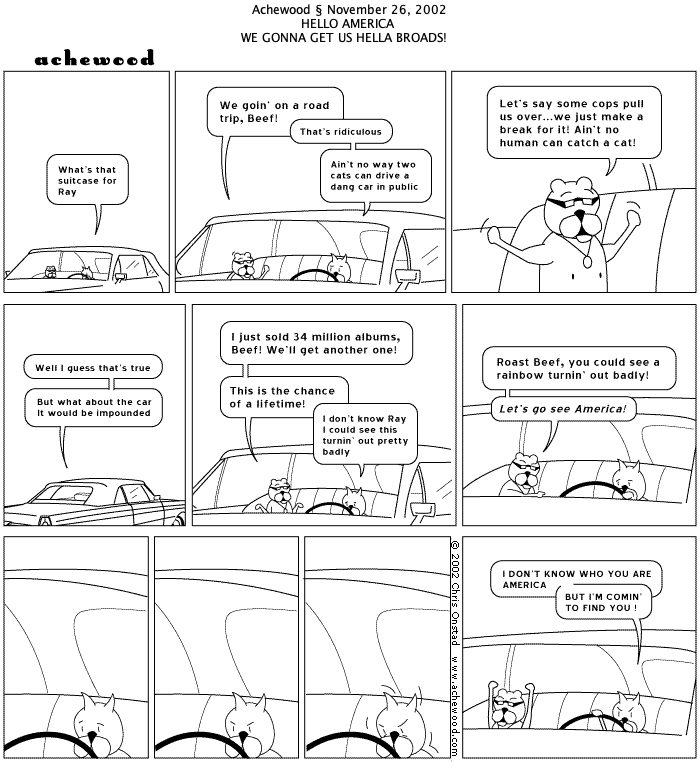 Achewood § November 26, 2002
HELLO AMERICA
WE GONNA GET US HELLA BROADS!
achewood
What's that
suitcase for
Ray
We goin' on a road
trip, Beef!
That's ridiculous
Ain't no way two
cats can drive a
dang car in public
Let's say some cops pull
us over...we just make a
break for it! Ain't no
human can catch a cat!
Well I guess that's true
But what about the car
It would be impounded
I just sold 34 million albums,
Beef! We'll get another one!
This is the chance
of a lifetime!
I don't know Ray
I could see this
turnin' out pretty
badly
Roast Beef, you could see a
rainbow turnin' out badly!
Let's go see America!
© 2002 Chris Onstad www.achewood.com
I DON'T KNOW WHO YOU ARE
AMERICA
BUT I'M COMIN'
TO FIND YOU !